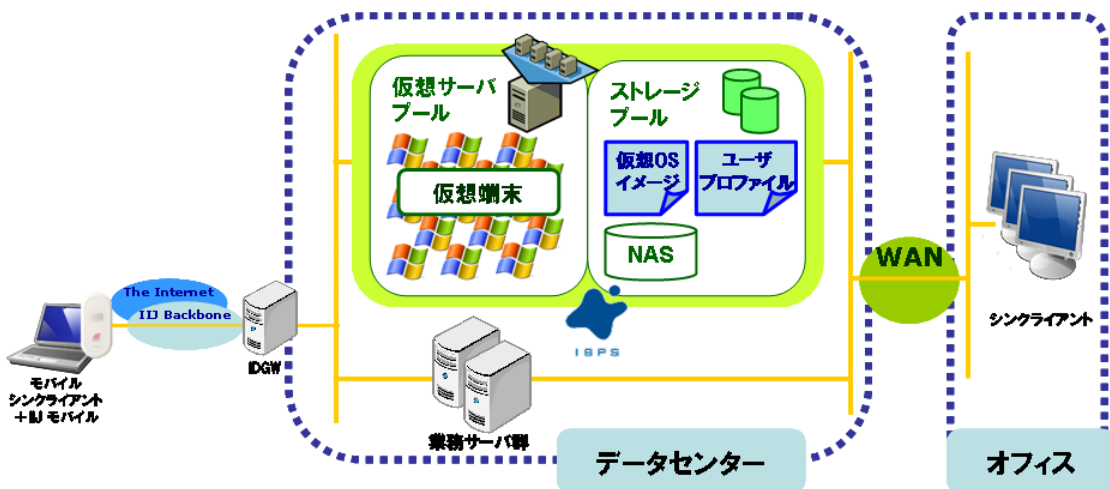 仮想サーバ
プール
ストレージ
プール
仮想OS
イメージ
ユーザ
プロファイル
仮想端末
NAS
WAN
The Internet
IIJ Backbone
IDGW
IBPS
モバイル
シンクライアント
+IIJ モバイル
業務サーバ群
シンクライアント
データセンター
オフィス